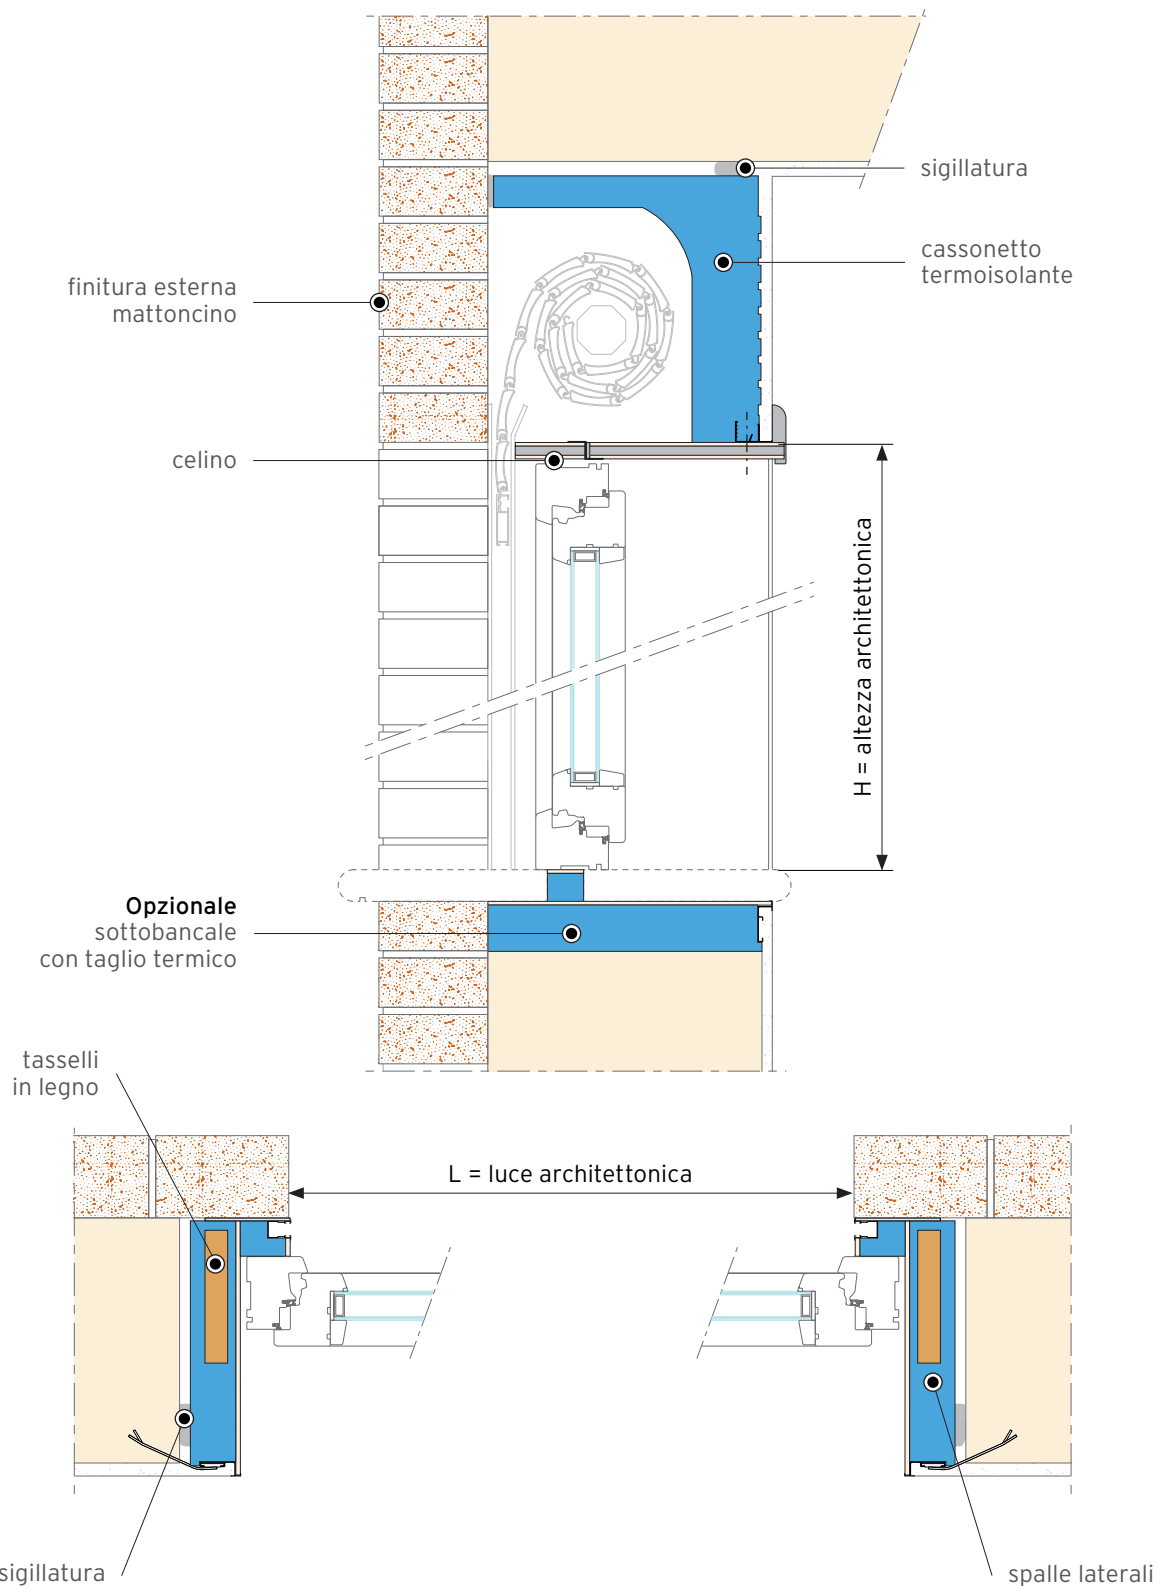 sigillatura
cassonetto
termoisolante
finitura esterna
mattoncino
celino
H = altezza architettonica
Opzionale
sottobancale
con taglio termico
tasselli
in legno
L = luce architettonica
sigillatura
spalle laterali